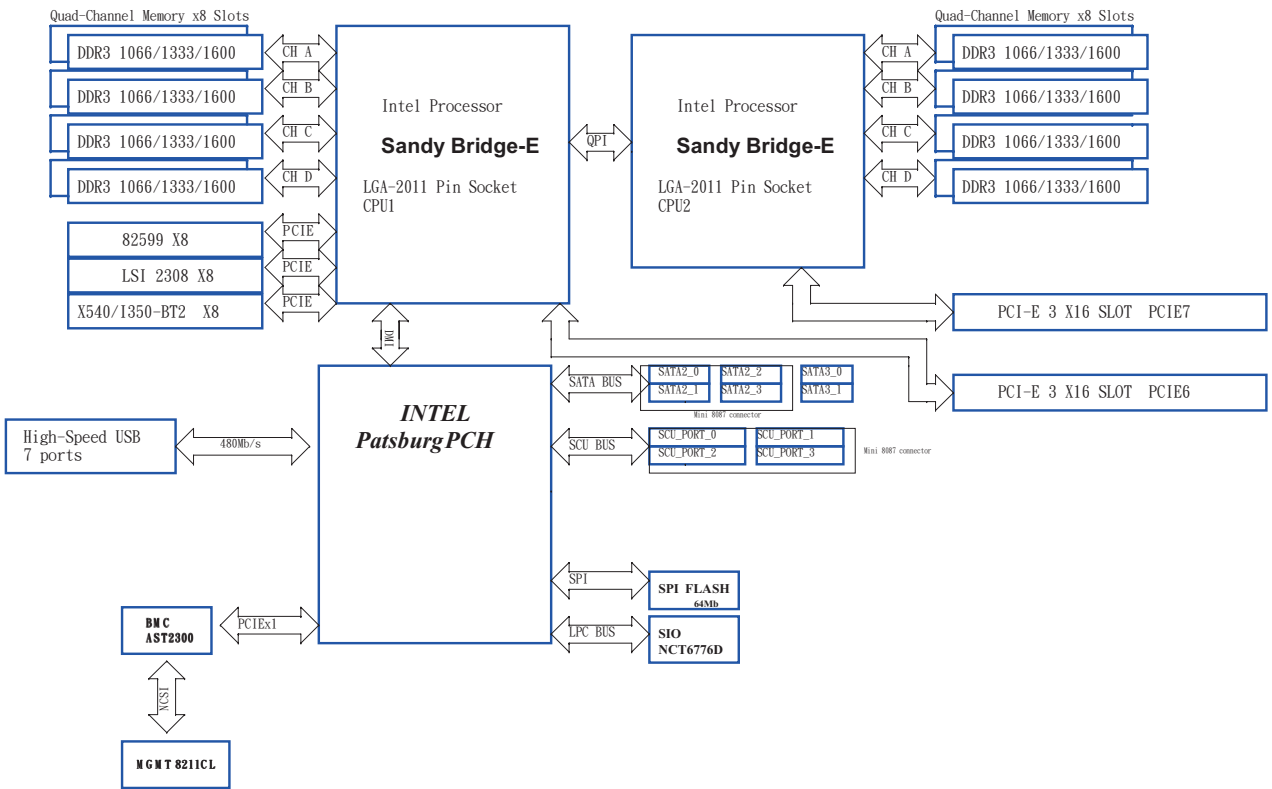 Quad-Channel Memory x8 Slots
DDR3 1066/1333/1600
DDR3 1066/1333/1600
DDR3 1066/1333/1600
DDR3 1066/1333/1600
CH A
CH B
CH C
CH D
82599 X8
LSI 2308 X8
X540/I350-BT2 X8
PCIE
PCIE
PCIE
Intel Processor
Sandy Bridge-E
LGA-2011 Pin Socket
CPU1
QPI
Intel Processor
Sandy Bridge-E
LGA-2011 Pin Socket
CPU2
Quad-Channel Memory x8 Slots
CH A
CH B
CH C
CH D
DDR3 1066/1333/1600
DDR3 1066/1333/1600
DDR3 1066/1333/1600
DDR3 1066/1333/1600
PCI-E 3 X16 SLOT PCIE7
PCI-E 3 X16 SLOT PCIE6
DMI
INTEL
Patsburg PCH
SATA BUS
SATA2_0
SATA2_2
SATA3_0
SATA2_1
SATA2_3
SATA3_1
Mini 8087 connector
High-Speed USB
7 ports
480Mb/s
SCU BUS
SCU_PORT_0
SCU_PORT_1
SCU_PORT_2
SCU_PORT_3
Mini 8087 connector
SPI
SPI FLASH
64Mb
LPC BUS
SIO
NCT6776D
BMC
AST2300
PCIEx1
NCSI
MGMT 8211CL